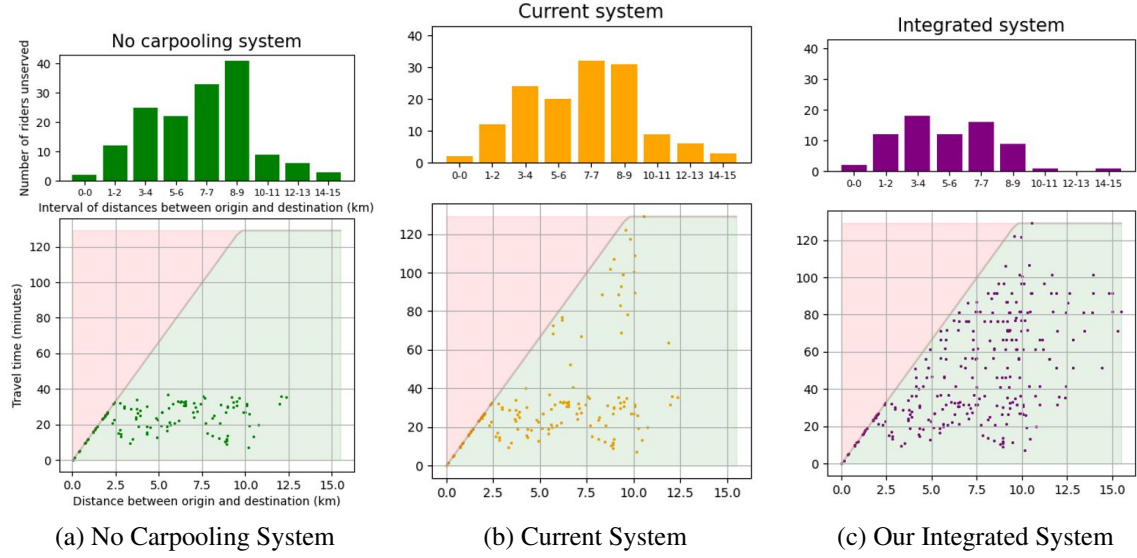 No carpooling system
Number of riders unserved
40
30
20
10
0
0-0 1-2 3-4 5-6 7-7 8-9 10-11 12-13 14-15
Interval of distances between origin and destination (km)
Travel time (minutes)
120
100
80
60
40
20
0
0.0 2.5 5.0 7.5 10.0 12.5 15.0
Distance between origin and destination (km)
(a) No Carpooling System
Current system
40
30
20
10
0
0-0 1-2 3-4 5-6 7-7 8-9 10-11 12-13 14-15
120
100
80
60
40
20
0
0.0 2.5 5.0 7.5 10.0 12.5 15.0
(b) Current System
Integrated system
40
30
20
10
0
0-0 1-2 3-4 5-6 7-7 8-9 10-11 12-13 14-15
120
100
80
60
40
20
0
0.0 2.5 5.0 7.5 10.0 12.5 15.0
(c) Our Integrated System